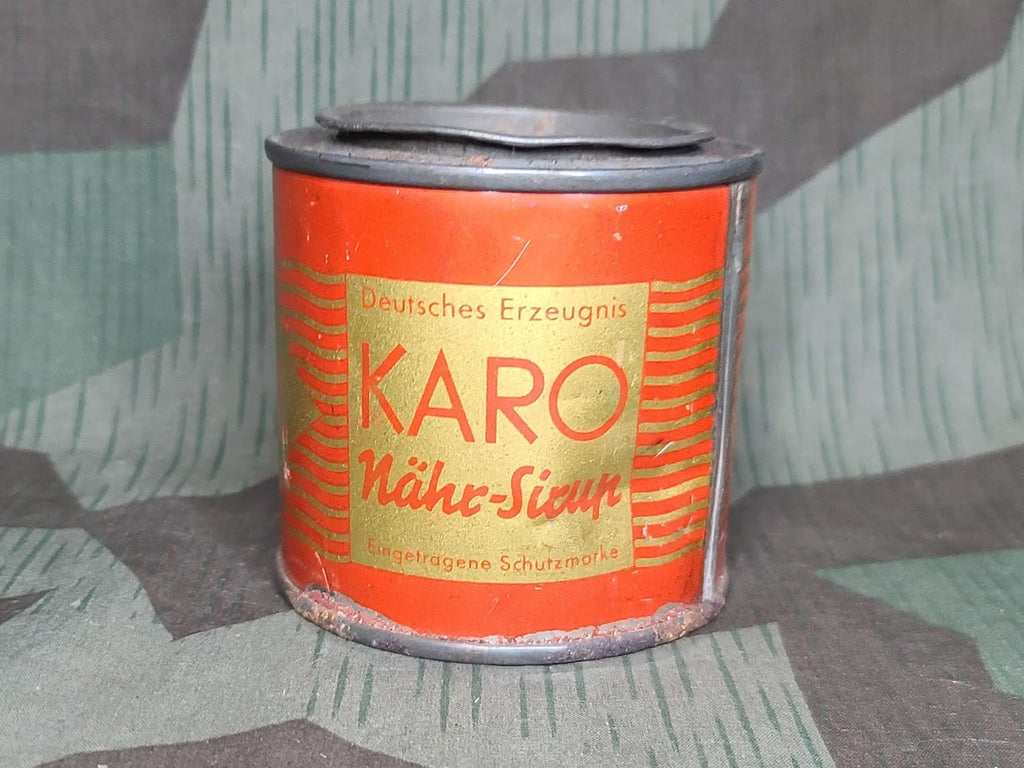 Deutsches Erzeugnis
KARO
Nähr-Sirup
Eingetragene Schutzmarke